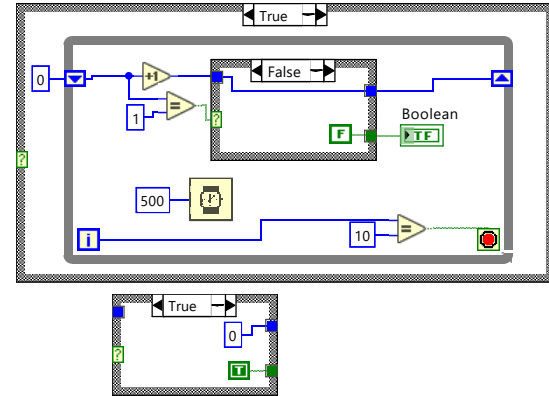 True
0
+1
False
1
=
?
Boolean
F
TF
?
500
i
10
=
True
0
?
T